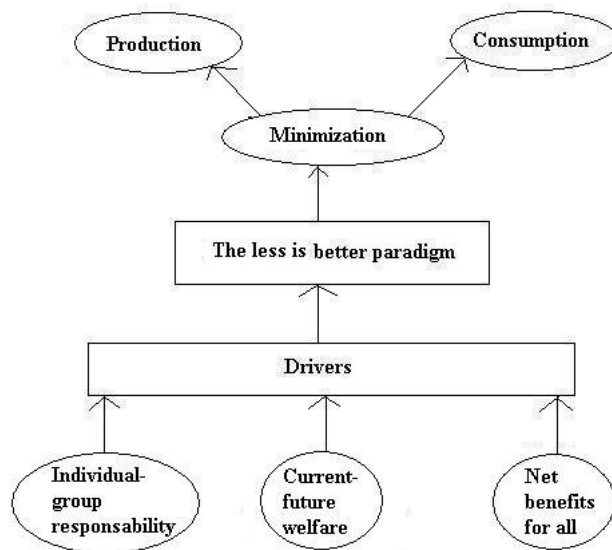 Production
Consumption
Minimization
The less is better paradigm
Drivers
Individual-
group
responsability
Current-
future
welfare
Net
benefits
for all